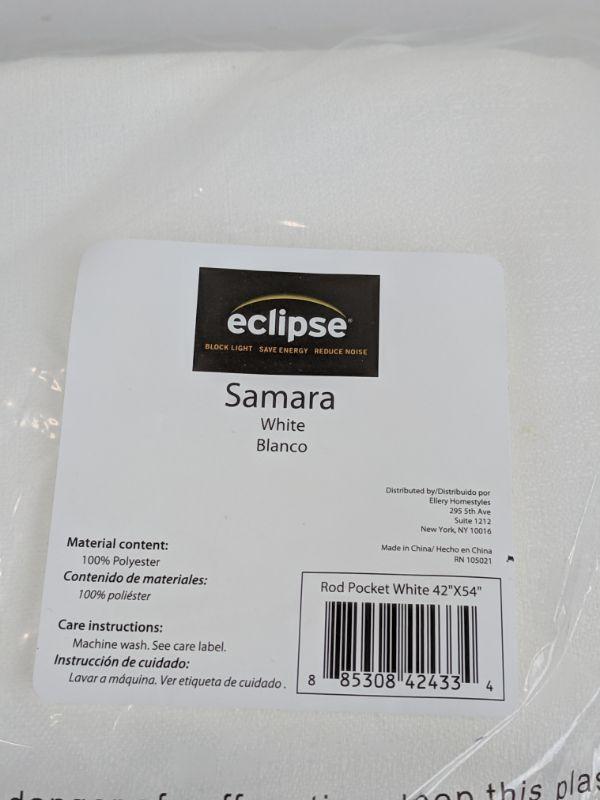 eclipse®
BLOCK LIGHT SAVE ENERGY REDUCE NOISE
Samara
White
Blanco
Distributed by/Distribuido por
Ellery Homestyles
295 5th Ave
Suite 1212
New York, NY 10016
Made in China/ Hecho en China
RN 105021
Material content:
100% Polyester
Contenido de materiales:
100% poliéster
Care instructions:
Machine wash. See care label.
Instrucción de cuidado:
Lavar a máquina. Ver etiqueta de cuidado.
Rod Pocket White 42"X54"
8 85308 42433 4
this plas